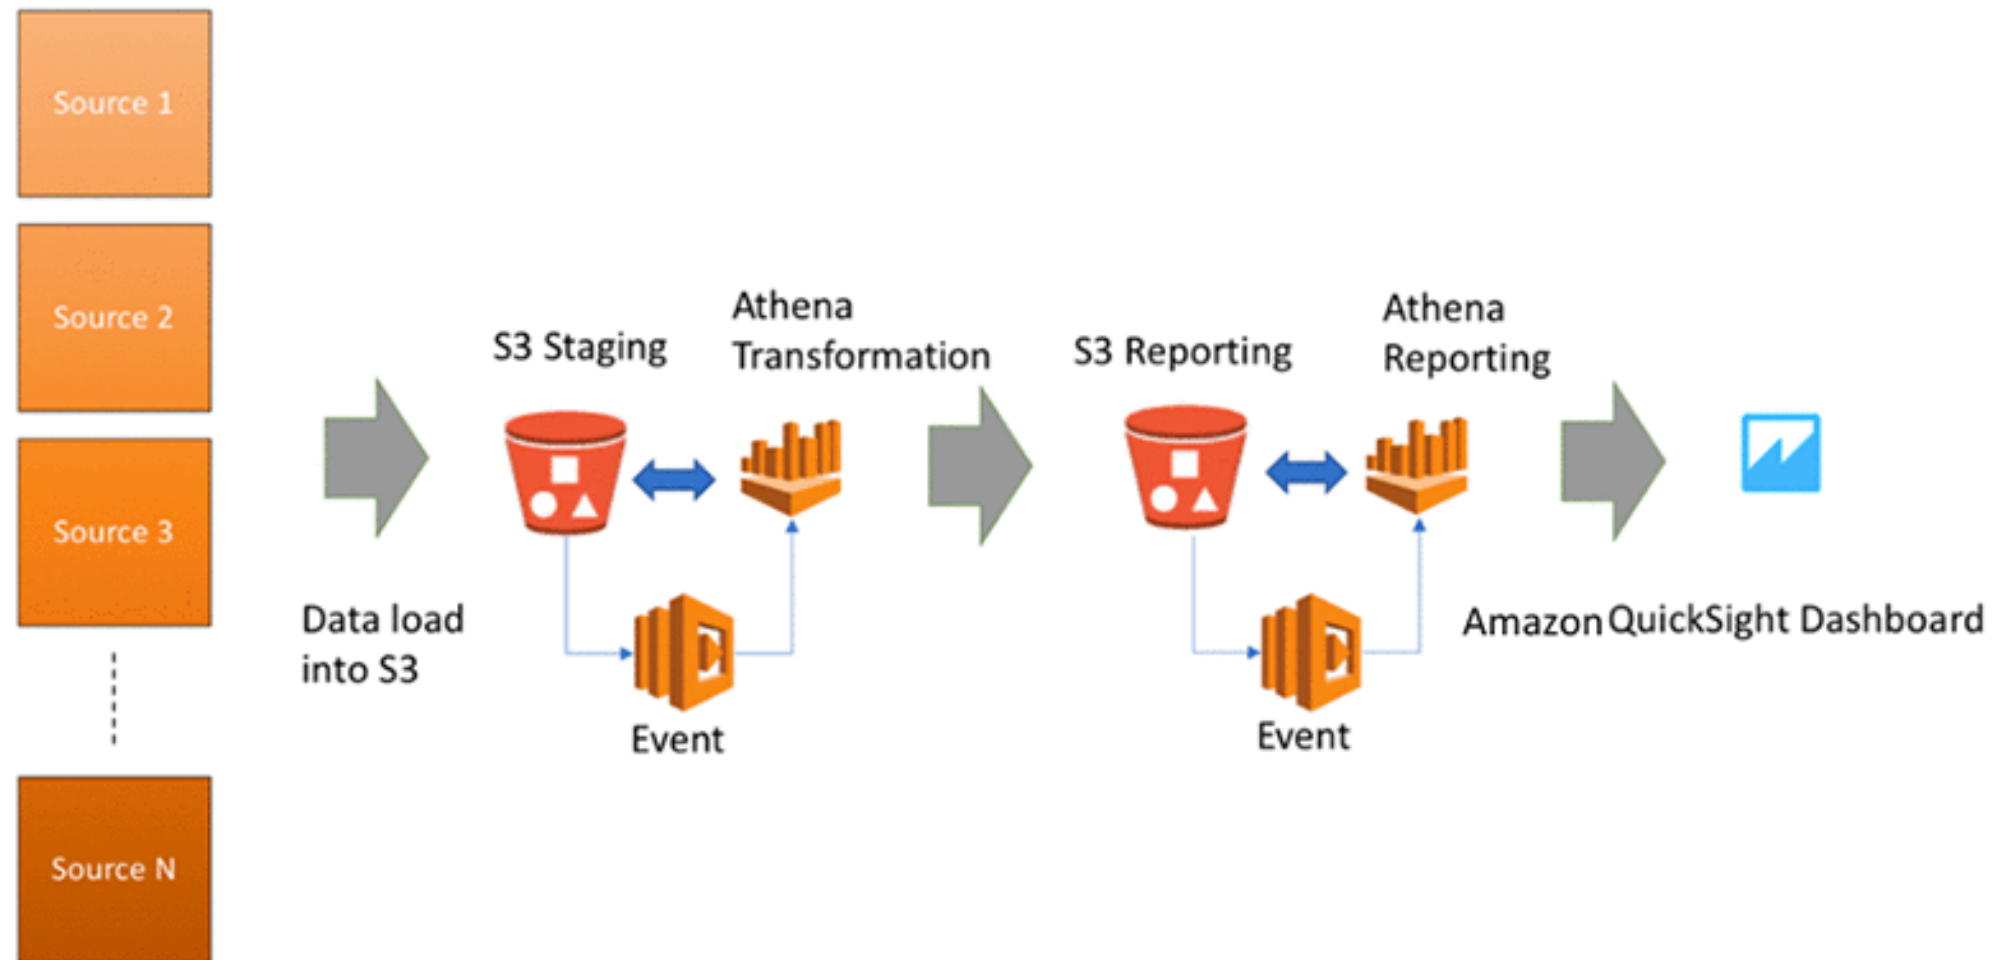 Source 1
Source 2
Source 3
Source N
Data load
into S3
S3 Staging
Athena
Transformation
Event
S3 Reporting
Athena
Reporting
Event
Amazon QuickSight Dashboard